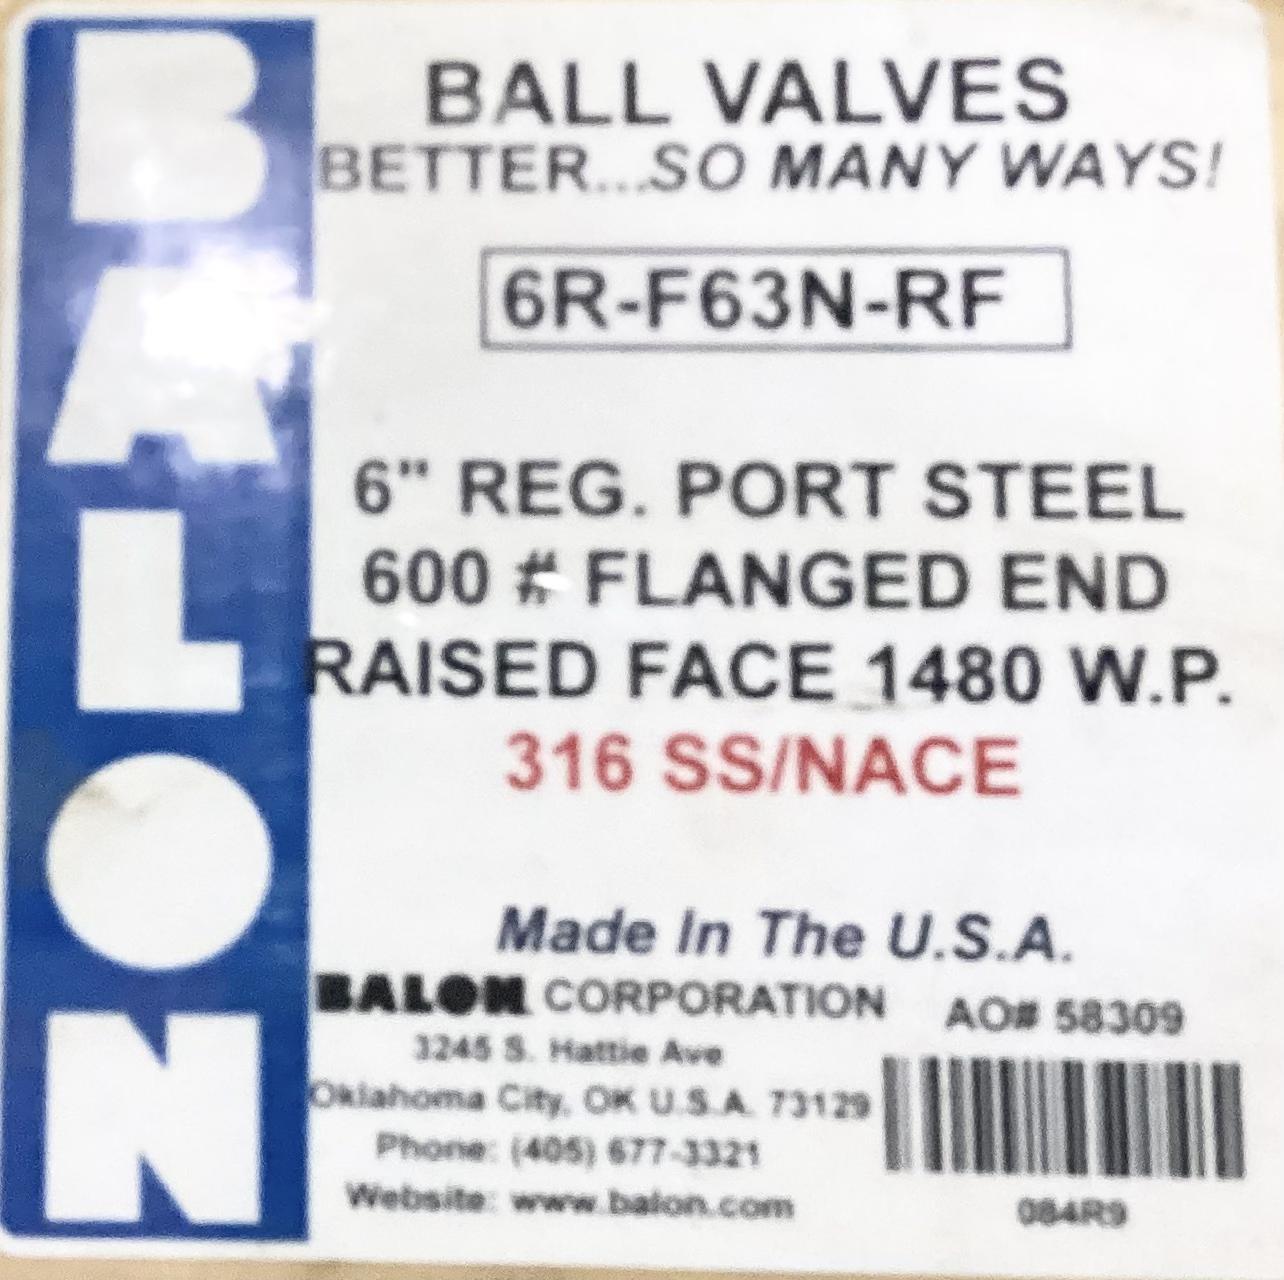 BALON
BALL VALVES
BETTER...SO MANY WAYS!
6R-F63N-RF
6" REG. PORT STEEL
600 # FLANGED END
RAISED FACE 1480 W.P.
316 SS/NACE
Made In The U.S.A.
BALON CORPORATION
3245 S. Hattie Ave
Oklahoma City, OK U.S.A. 73129
Phone: (405) 677-3321
Website: www.balon.com
AO# 58309
084R9